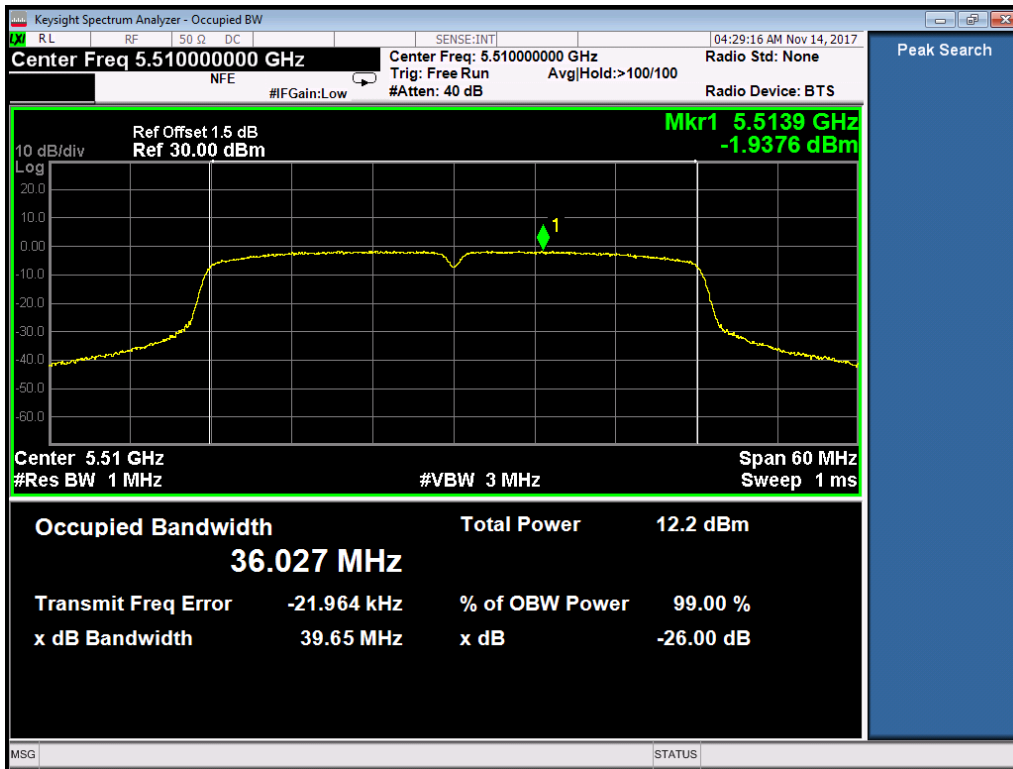 Keysight Spectrum Analyzer - Occupied BW
LXI RL RF 50 Ω DC SENSE:INT 04:29:16 AM Nov 14, 2017
Center Freq 5.510000000 GHz
NFE
#IFGain:Low
Center Freq: 5.510000000 GHz
Trig: Free Run Avg|Hold:>100/100
#Atten: 40 dB
Radio Std: None
Radio Device: BTS
Peak Search
Ref Offset 1.5 dB
10 dB/div Ref 30.00 dBm
Mkr1 5.5139 GHz
-1.9376 dBm
Log
20.0
10.0
0.00
-10.0
-20.0
-30.0
-40.0
-50.0
-60.0
1
Center 5.51 GHz Span 60 MHz
#Res BW 1 MHz #VBW 3 MHz Sweep 1 ms
Occupied Bandwidth Total Power 12.2 dBm
36.027 MHz
Transmit Freq Error -21.964 kHz % of OBW Power 99.00 %
x dB Bandwidth 39.65 MHz x dB -26.00 dB
MSG STATUS